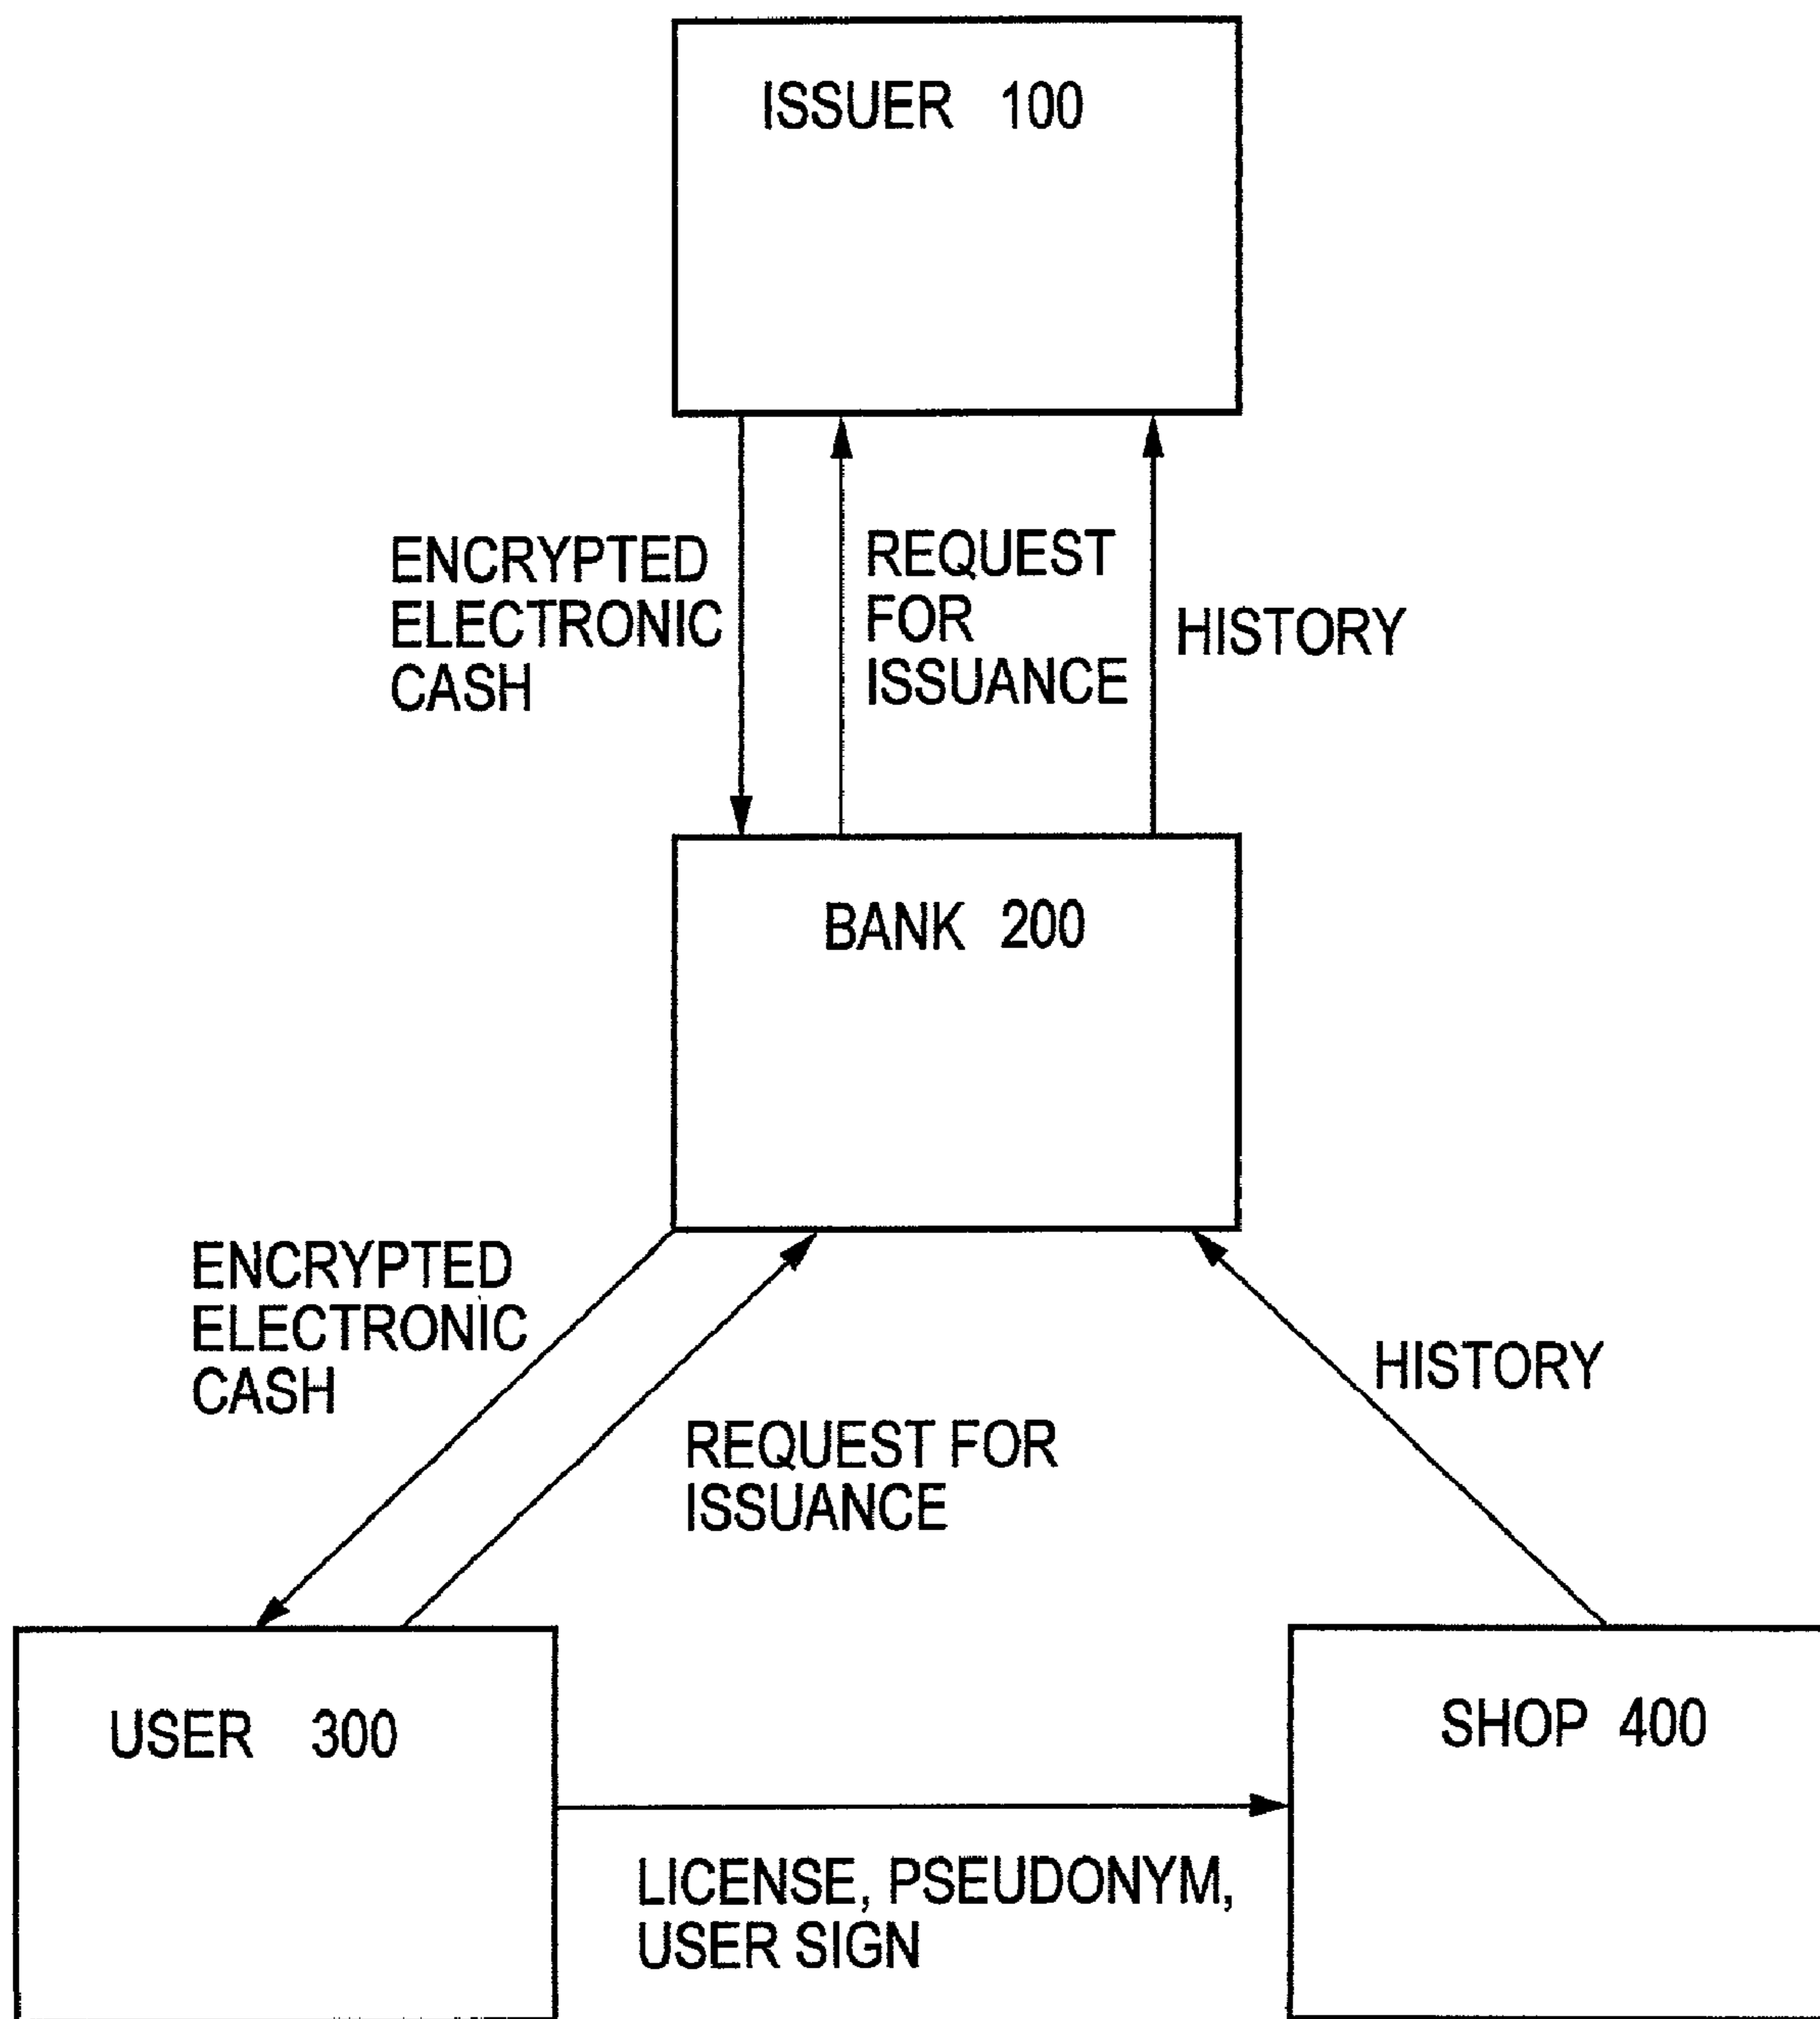 ISSUER 100
ENCRYPTED
ELECTRONIC
CASH
REQUEST
FOR
ISSUANCE
HISTORY
BANK 200
ENCRYPTED
ELECTRONIC
CASH
REQUEST FOR
ISSUANCE
HISTORY
USER 300
SHOP 400
LICENSE, PSEUDONYM,
USER SIGN